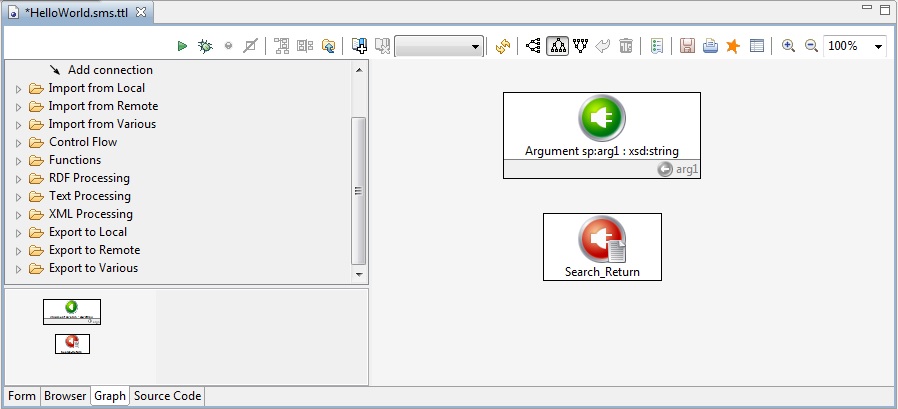 *HelloWorld.sms.ttl
100%
Add connection
Import from Local
Import from Remote
Import from Various
Control Flow
Functions
RDF Processing
Text Processing
XML Processing
Export to Local
Export to Remote
Export to Various
Argument sp:arg1 : xsd:string
arg1
Search_Return
Form Browser Graph Source Code